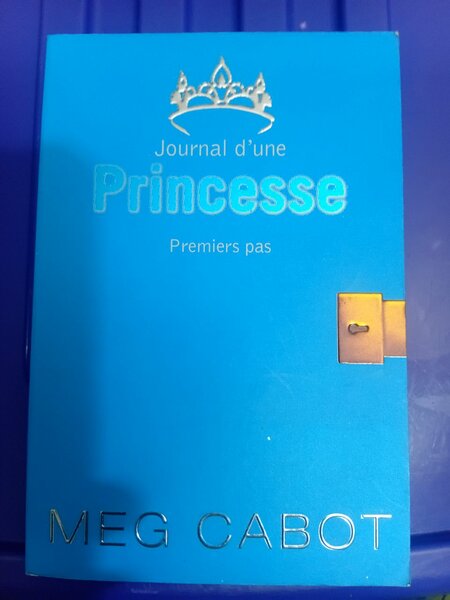 Journal d'une
Princesse
Premiers pas
MEG CABOT